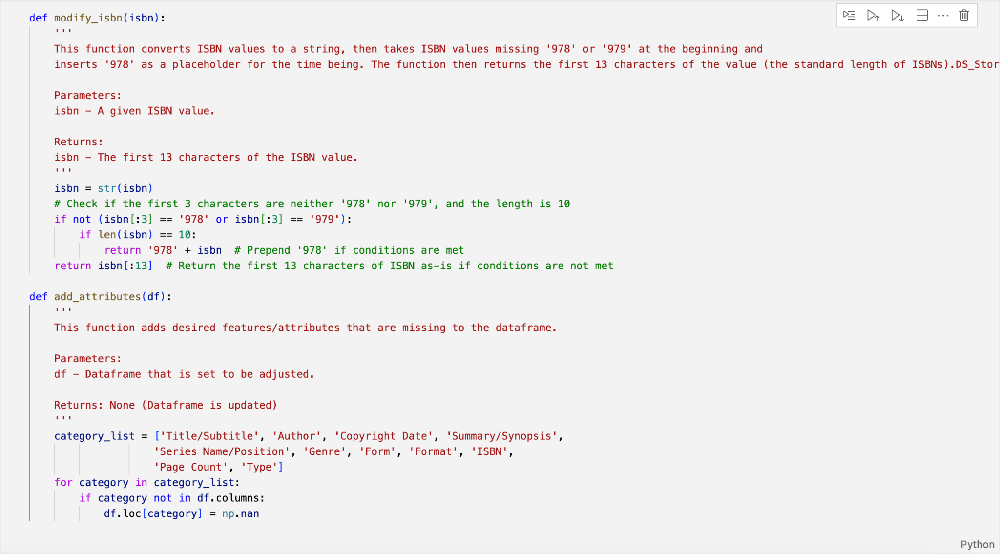 def modify_isbn(isbn):
    '''
    This function converts ISBN values to a string, then takes ISBN values missing '978' or '979' at the beginning and
    inserts '978' as a placeholder for the time being. The function then returns the first 13 characters of the value (the standard length of ISBNs).DS_Stor

    Parameters:
    isbn – A given ISBN value.

    Returns:
    isbn – The first 13 characters of the ISBN value.
    '''
    isbn = str(isbn)
    # Check if the first 3 characters are neither '978' nor '979', and the length is 10
    if not (isbn[:3] == '978' or isbn[:3] == '979'):
        if len(isbn) == 10:
            return '978' + isbn  # Prepend '978' if conditions are met
    return isbn[:13]  # Return the first 13 characters of ISBN as-is if conditions are not met

def add_attributes(df):
    '''
    This function adds desired features/attributes that are missing to the dataframe.

    Parameters:
    df – Dataframe that is set to be adjusted.

    Returns: None (Dataframe is updated)
    '''
    category_list = ['Title/Subtitle', 'Author', 'Copyright Date', 'Summary/Synopsis',
                    'Series Name/Position', 'Genre', 'Form', 'Format', 'ISBN',
                    'Page Count', 'Type']
    for category in category_list:
        if category not in df.columns:
            df.loc[category] = np.nan
Python